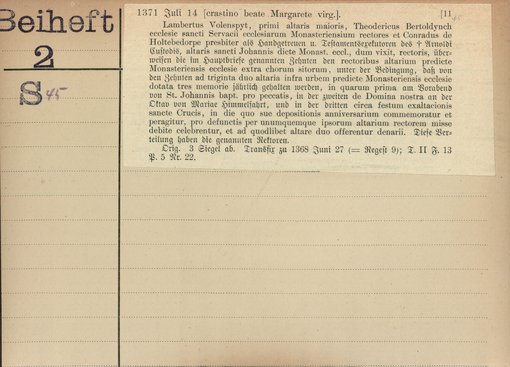 Beiheft
2
S 45
1371 Juli 14 [crastino beate Margarete virg.]. [11
Lambertus Volenspyt, primi altaris maioris, Theodericus Bertoldynch
ecclesie sancti Servacii ecclesiarum Monasteriensium rectores et Conradus de
Holtebedorpe presbiter als Handgetreuen u. Testamentsexekutoren des † Arnoldi
Custodis, altaris sancti Johannis dicte Monast. eccl., dum vixit, rectoris, über-
weisen die im Hauptbriefe genannten Zehnten den rectoribus altarium predicte
Monasteriensis ecclesie extra chorum sitorum, unter der Bedingung, daß von
den Zehnten ad triginta duo altaria infra urbem predicte Monasteriensis ecclesie
dotata tres memorie jährlich gehalten werden, in quarum prima am Vorabend
von St. Johannis bapt. pro peccatis, in der zweiten de Domina nostra an der
Oktav von Mariae Himmelfahrt, und in der dritten circa festum exaltacionis
sancte Crucis, in die quo sue depositionis anniversarium commemoratur et
peragitur, pro defunctis per unumquemque ipsorum altarium rectorem misse
debite celebrentur, et ad quodlibet altare duo offerentur denarii. Diese Ver-
teilung haben die genannten Rektoren.
Orig. 3 Siegel ab. Transfix zu 1368 Juni 27 (= Regest 9); T. II F. 13
P. 5 Nr. 22.